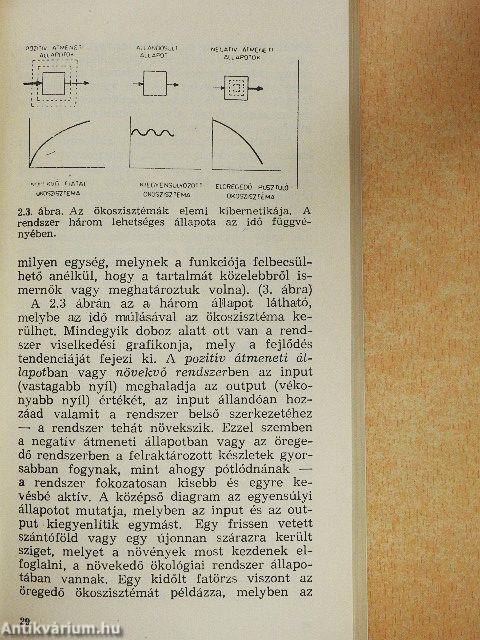 POZITÍV ÁTMENETI
ÁLLAPOTOK
ÁLLANDÓSULT
ÁLLAPOT
NEGATÍV ÁTMENETI
ÁLLAPOTOK
NÖVEKVŐ FIATAL
ÖKOSZISZTÉMA
KIEGYENSÚLYOZOTT
ÖKOSZISZTÉMA
ELÖREGEDŐ PUSZTULÓ
ÖKOSZISZTÉMA
2.3. ábra. Az ökoszisztémák elemi kibernetikája. A
rendszer három lehetséges állapota az idő függvé-
nyében.
milyen egység, melynek a funkciója felbecsül-
hető anélkül, hogy a tartalmát közelebbről is-
mernők vagy meghatároztuk volna). (3. ábra)
A 2.3 ábrán az a három állapot látható,
melybe az idő múlásával az ökoszisztéma ke-
rülhet. Mindegyik doboz alatt ott van a rend-
szer viselkedési grafikonja, mely a fejlődés
tendenciáját fejezi ki. A pozitív átmeneti ál-
lapotban vagy növekvő rendszerben az input
(vastagabb nyíl) meghaladja az output (véko-
nyabb nyíl) értékét, az input állandóan hoz-
záad valamit a rendszer belső szerkezetéhez
— a rendszer tehát növekszik. Ezzel szemben
a negatív átmeneti állapotban vagy az örege-
dő rendszerben a felraktározott készletek gyor-
sabban fogynak, mint ahogy pótlódnának —
a rendszer fokozatosan kisebb és egyre ke-
vésbé aktív. A középső diagram az egyensúlyi
állapotot mutatja, melyben az input és az out-
put kiegyenlítik egymást. Egy frissen vetett
szántóföld vagy egy újonnan szárazra került
sziget, melyet a növények most kezdenek el-
foglalni, a növekedő ökológiai rendszer állapo-
tában vannak. Egy kidőlt fatörzs viszont az
öregedő ökoszisztémát példázza, melyben az
20
Antikvárium.hu